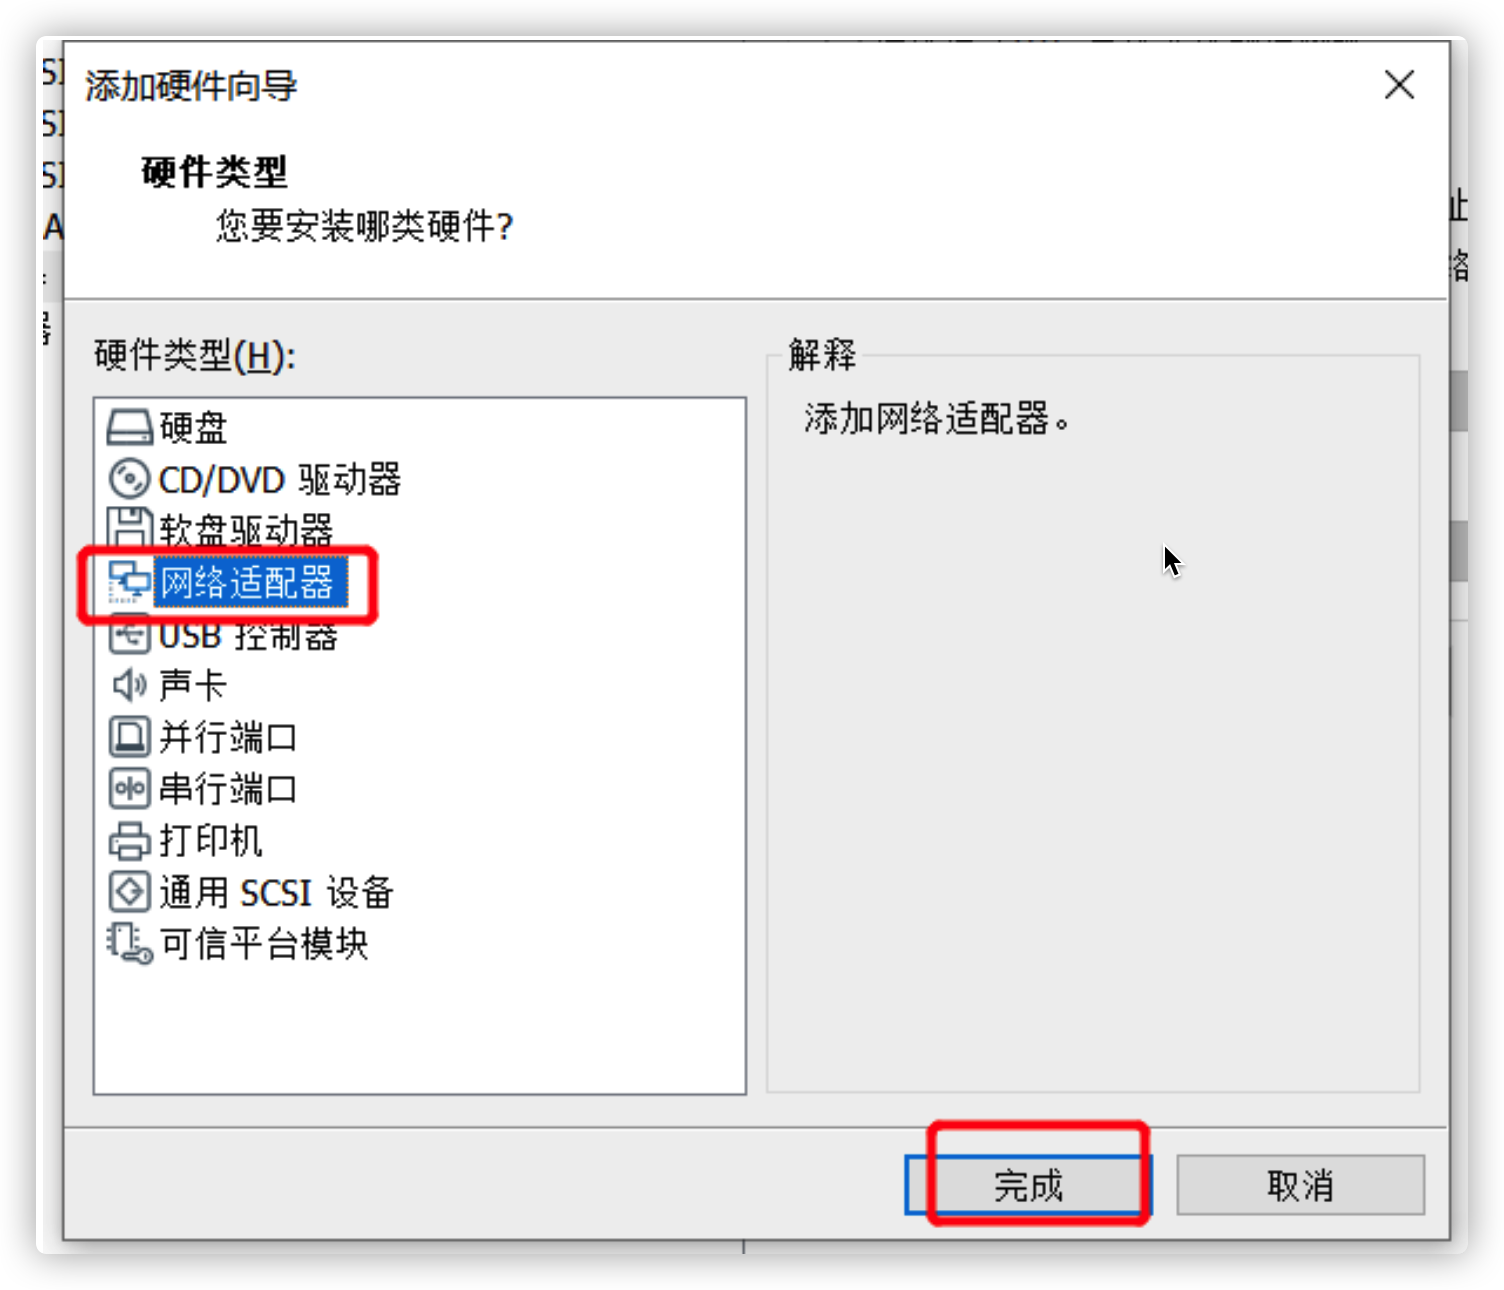 添加硬件向导
硬件类型
您要安装哪类硬件?
硬件类型(H):
硬盘
CD/DVD 驱动器
软盘驱动器
网络适配器
USB 控制器
声卡
并行端口
串行端口
打印机
通用 SCSI 设备
可信平台模块
解释
添加网络适配器。
完成
取消